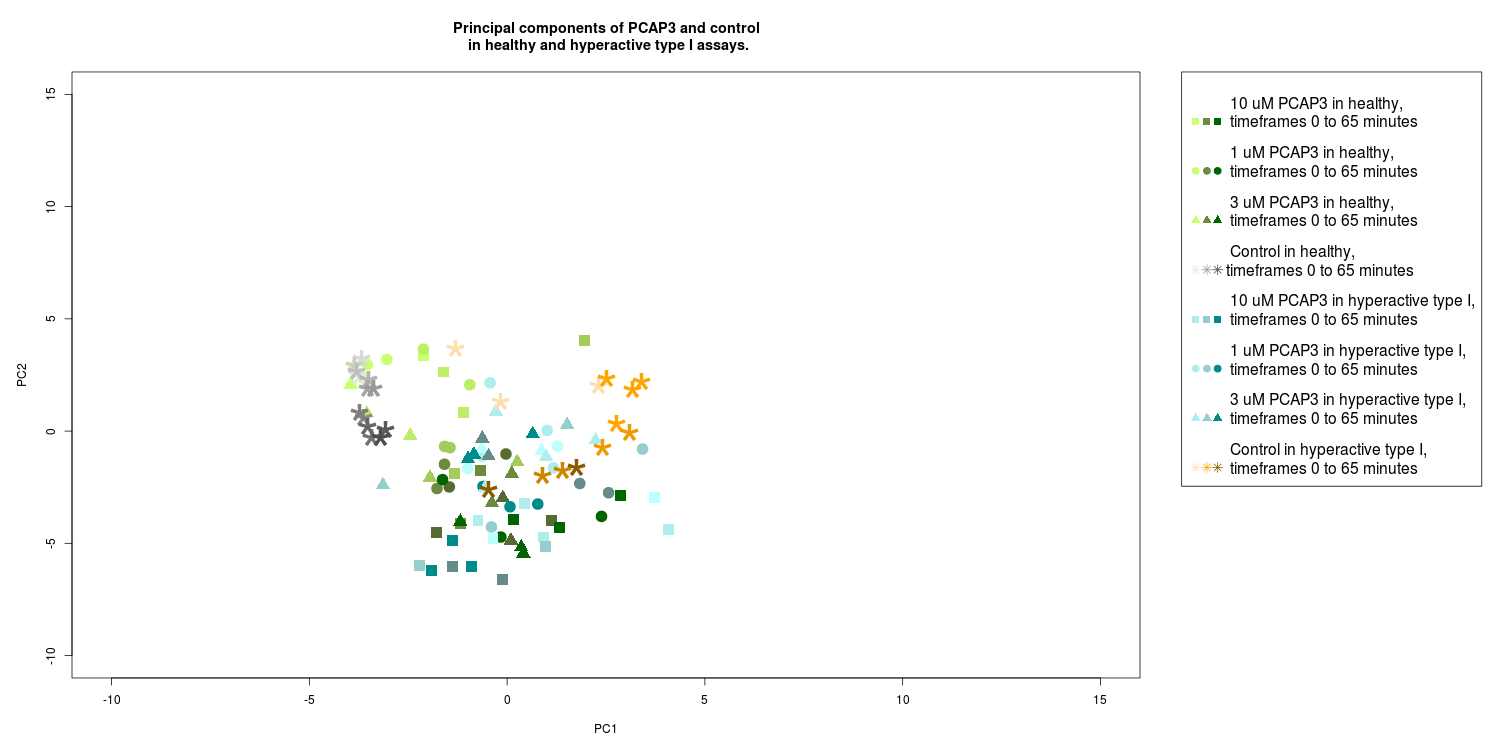 Principal components of PCAP3 and control
in healthy and hyperactive type I assays.
15
10
5
0
-5
-10
PC2
-10
-5
0
5
10
15
PC1
10 uM PCAP3 in healthy,
timeframes 0 to 65 minutes
1 uM PCAP3 in healthy,
timeframes 0 to 65 minutes
3 uM PCAP3 in healthy,
timeframes 0 to 65 minutes
Control in healthy,
timeframes 0 to 65 minutes
10 uM PCAP3 in hyperactive type I,
timeframes 0 to 65 minutes
1 uM PCAP3 in hyperactive type I,
timeframes 0 to 65 minutes
3 uM PCAP3 in hyperactive type I,
timeframes 0 to 65 minutes
Control in hyperactive type I,
timeframes 0 to 65 minutes